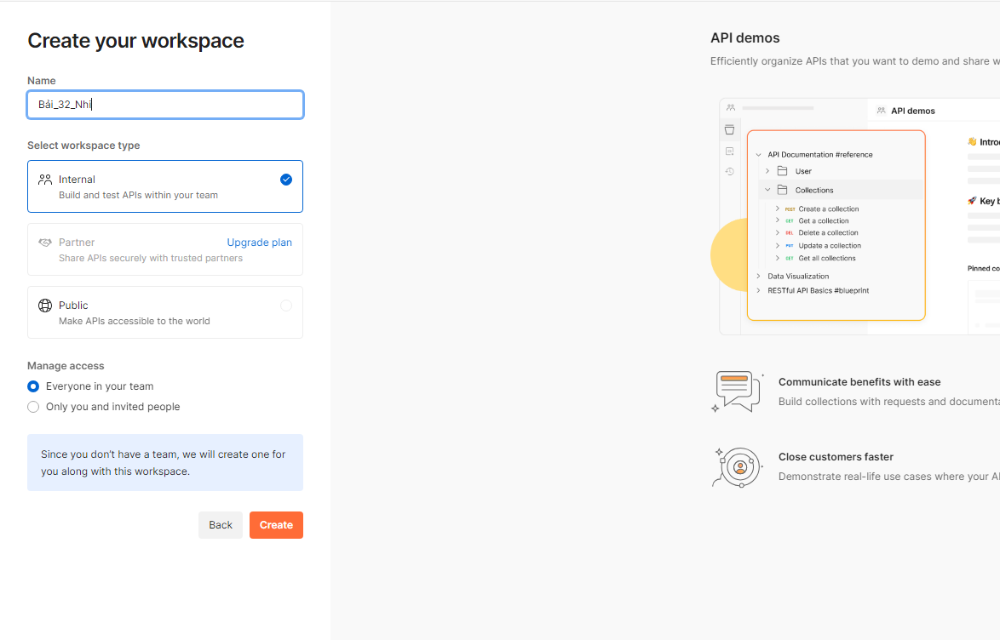 Create your workspace
Name
Bải_32_Nhi
Select workspace type
Internal
Build and test APIs within your team
Partner
Upgrade plan
Share APIs securely with trusted partners
Public
Make APIs accessible to the world
Manage access
Everyone in your team
Only you and invited people
Since you don't have a team, we will create one for
you along with this workspace.
Back
Create
API demos
Efficiently organize APIs that you want to demo and share w
API demos
API Documentation #reference
User
Collections
POST Create a collection
GET Get a collection
DEL Delete a collection
PUT Update a collection
GET Get all collections
Data Visualization
RESTful API Basics #blueprint
👋 Introd
🚀 Key b
Pinned co
Communicate benefits with ease
Build collections with requests and documenta
Close customers faster
Demonstrate real-life use cases where your AP